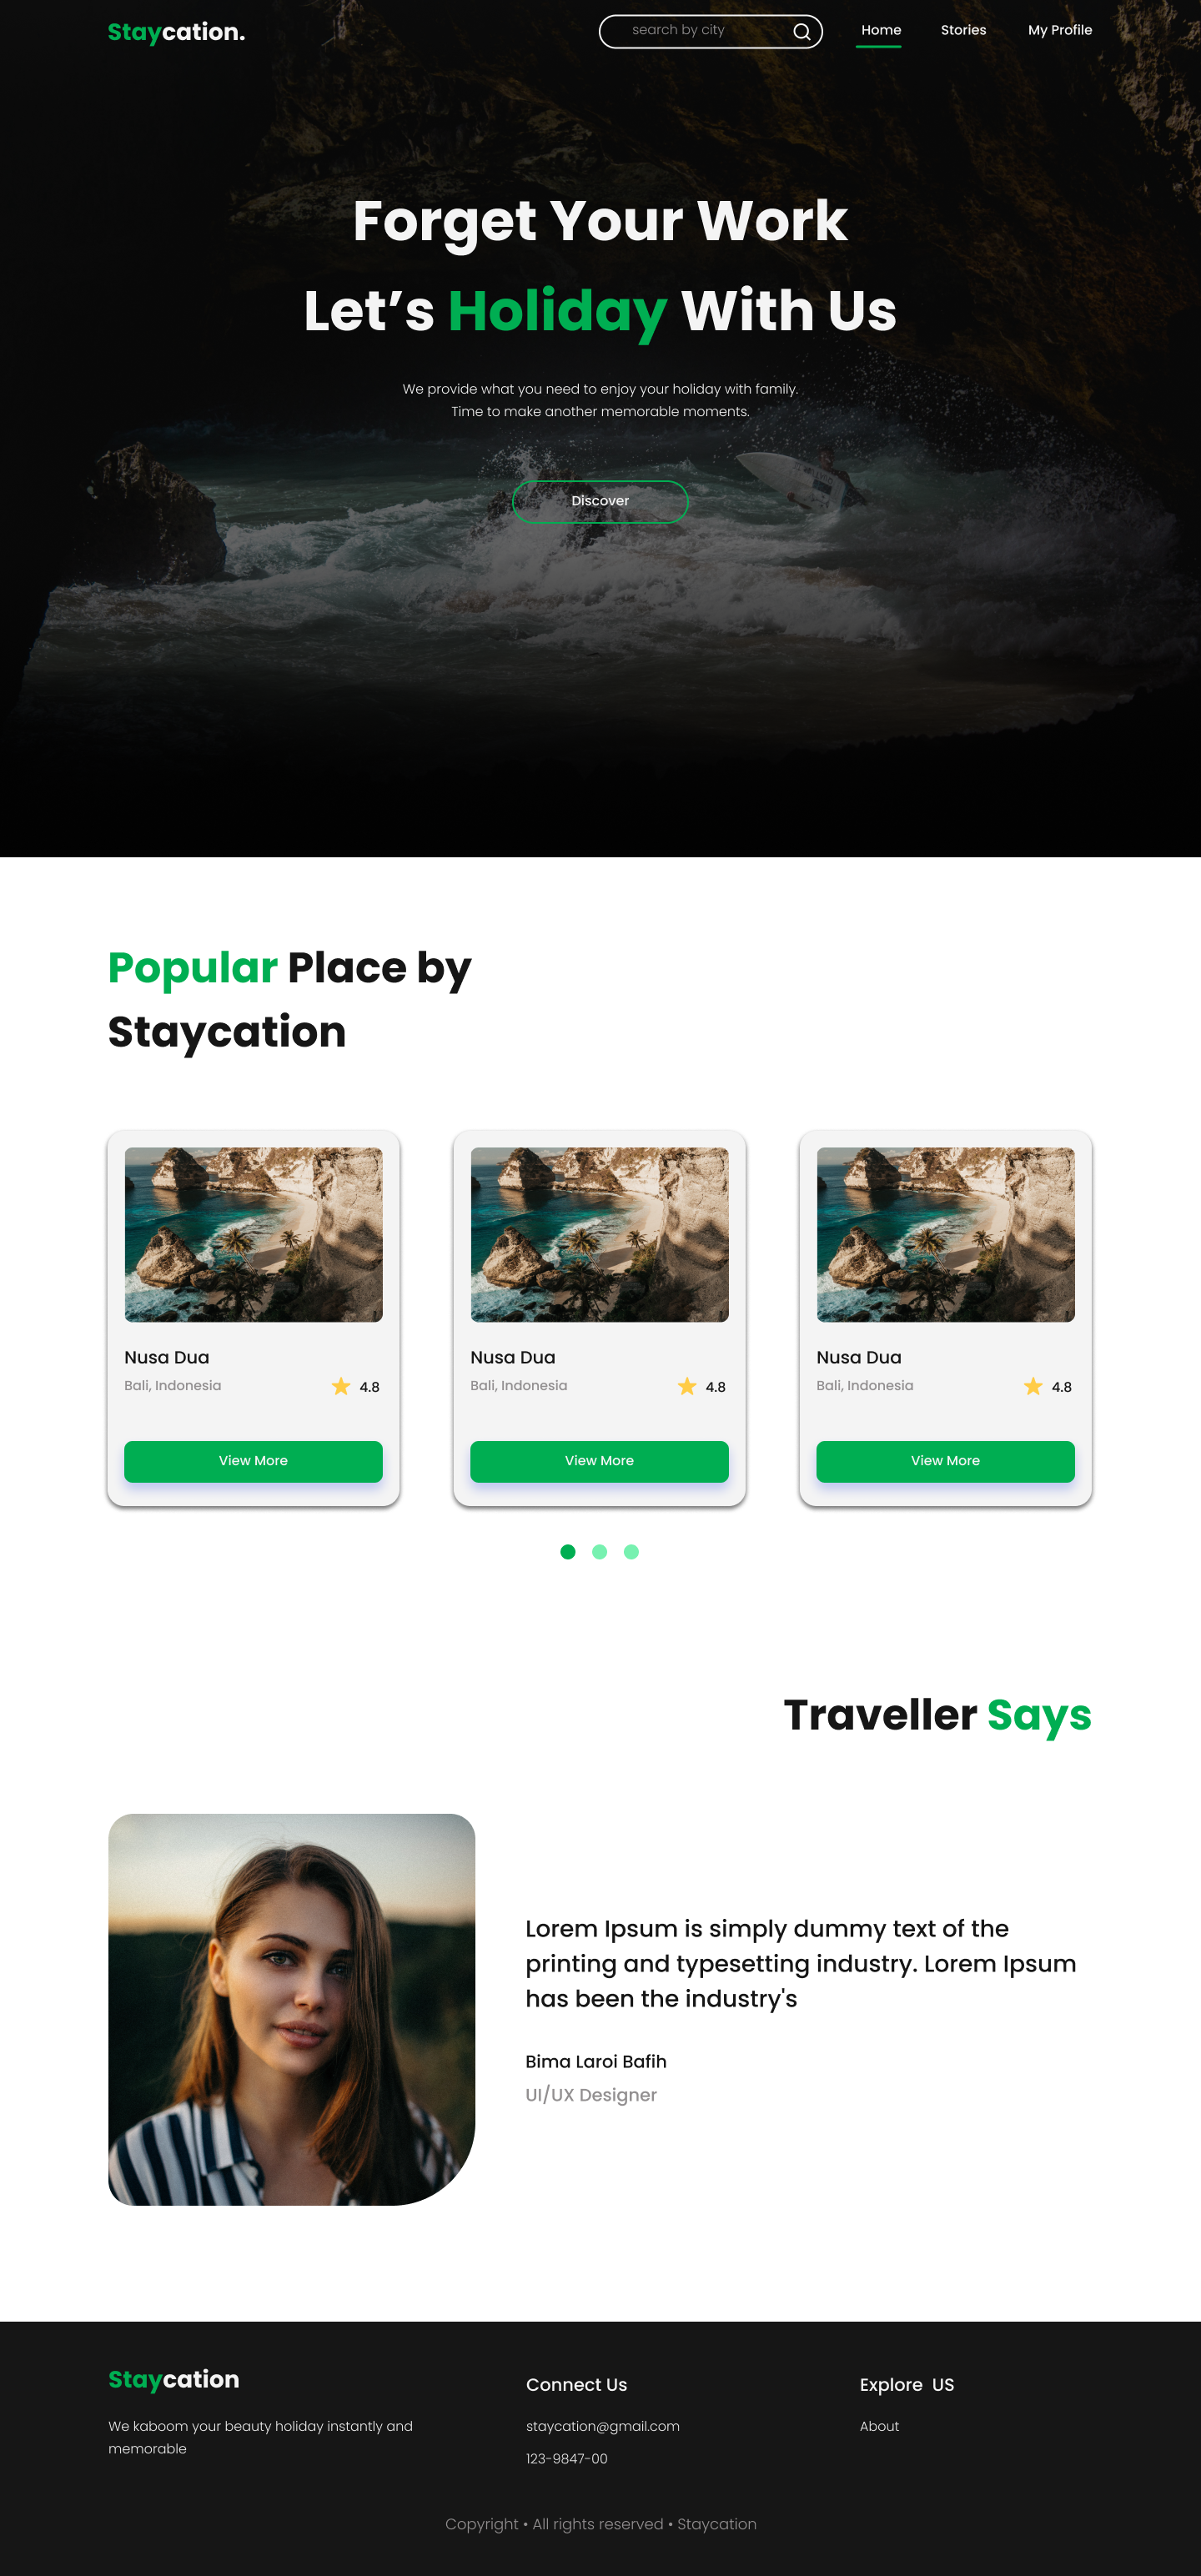 Staycation.
search by city
Home
Stories
My Profile
Forget Your Work
Let’s Holiday With Us
We provide what you need to enjoy your holiday with family.
Time to make another memorable moments.
Discover
Popular Place by
Staycation
Nusa Dua
Bali, Indonesia
4.8
View More
Nusa Dua
Bali, Indonesia
4.8
View More
Nusa Dua
Bali, Indonesia
4.8
View More
Traveller Says
Lorem Ipsum is simply dummy text of the
printing and typesetting industry. Lorem Ipsum
has been the industry's
Bima Laroi Bafih
UI/UX Designer
Staycation
We kaboom your beauty holiday instantly and
memorable
Connect Us
staycation@gmail.com
123-9847-00
Explore  US
About
Copyright • All rights reserved • Staycation